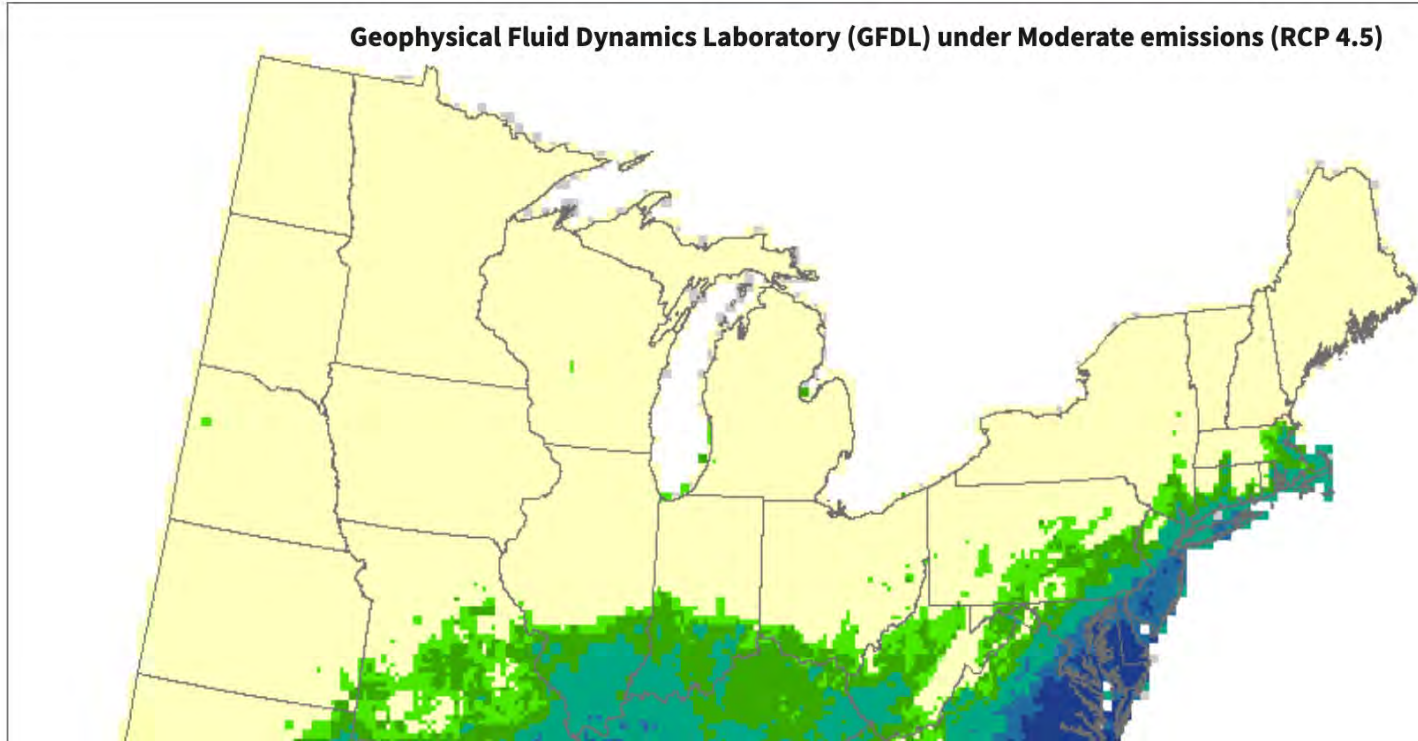 Geophysical Fluid Dynamics Laboratory (GFDL) under Moderate emissions (RCP 4.5)